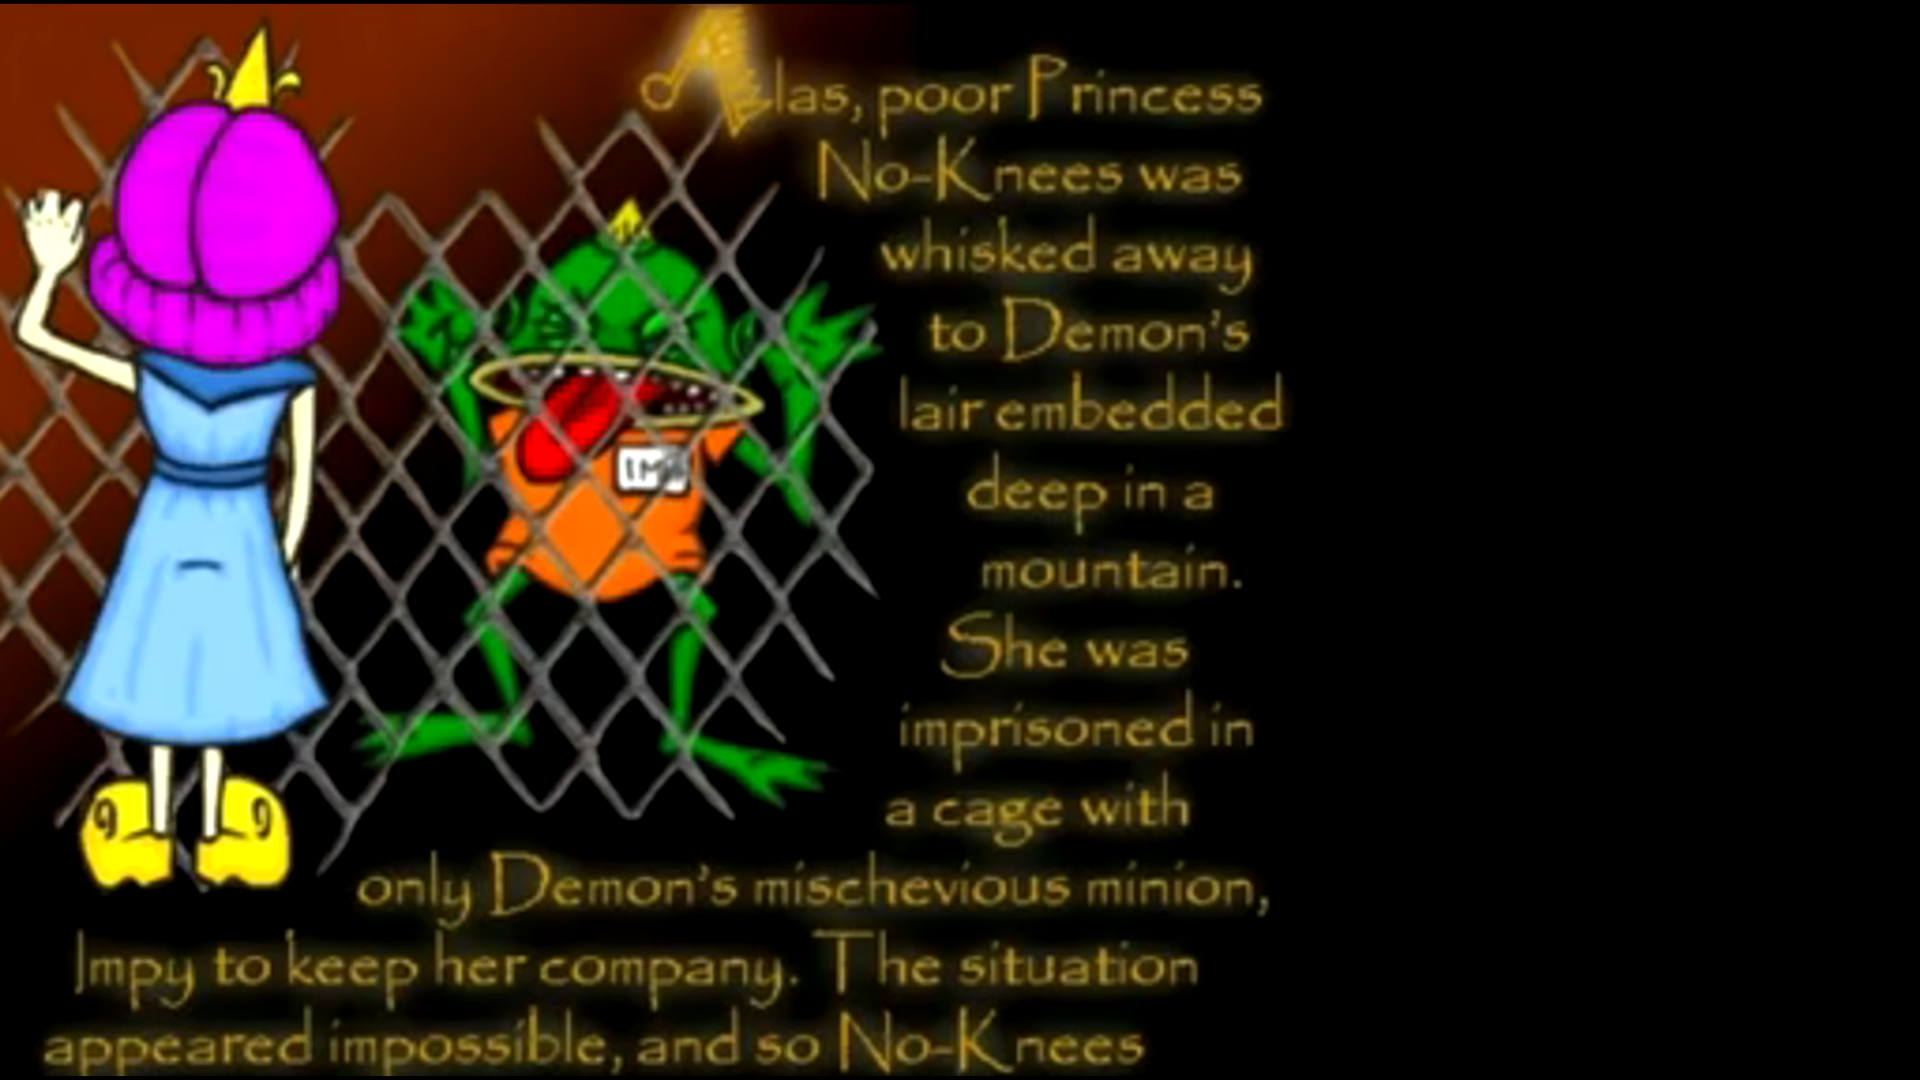 Alas, poor Princess
No-Knees was
whisked away
to Demon's
lair embedded
deep in a
mountain.
She was
imprisoned in
a cage with
only Demon's mischevious minion,
Impy to keep her company. The situation
appeared impossible, and so No-Knees